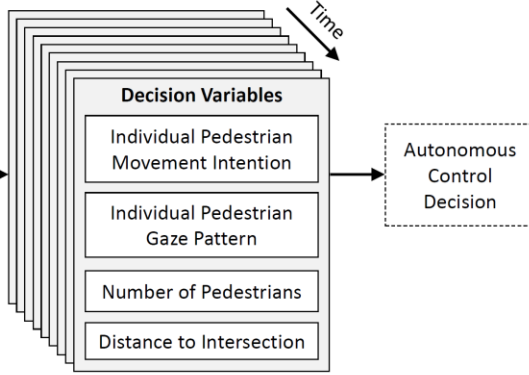 Time
Decision Variables
Individual Pedestrian
Movement Intention
Individual Pedestrian
Gaze Pattern
Number of Pedestrians
Distance to Intersection
Autonomous
Control
Decision